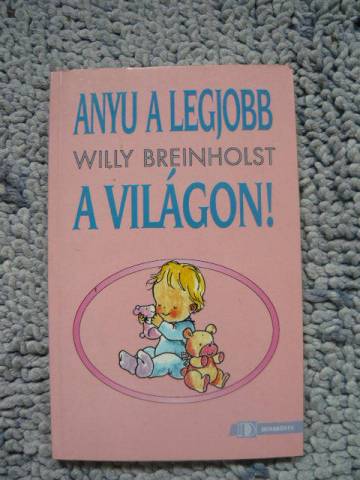 ANYU A LEGJOBB
WILLY BREINHOLST
A VILÁGON!
D